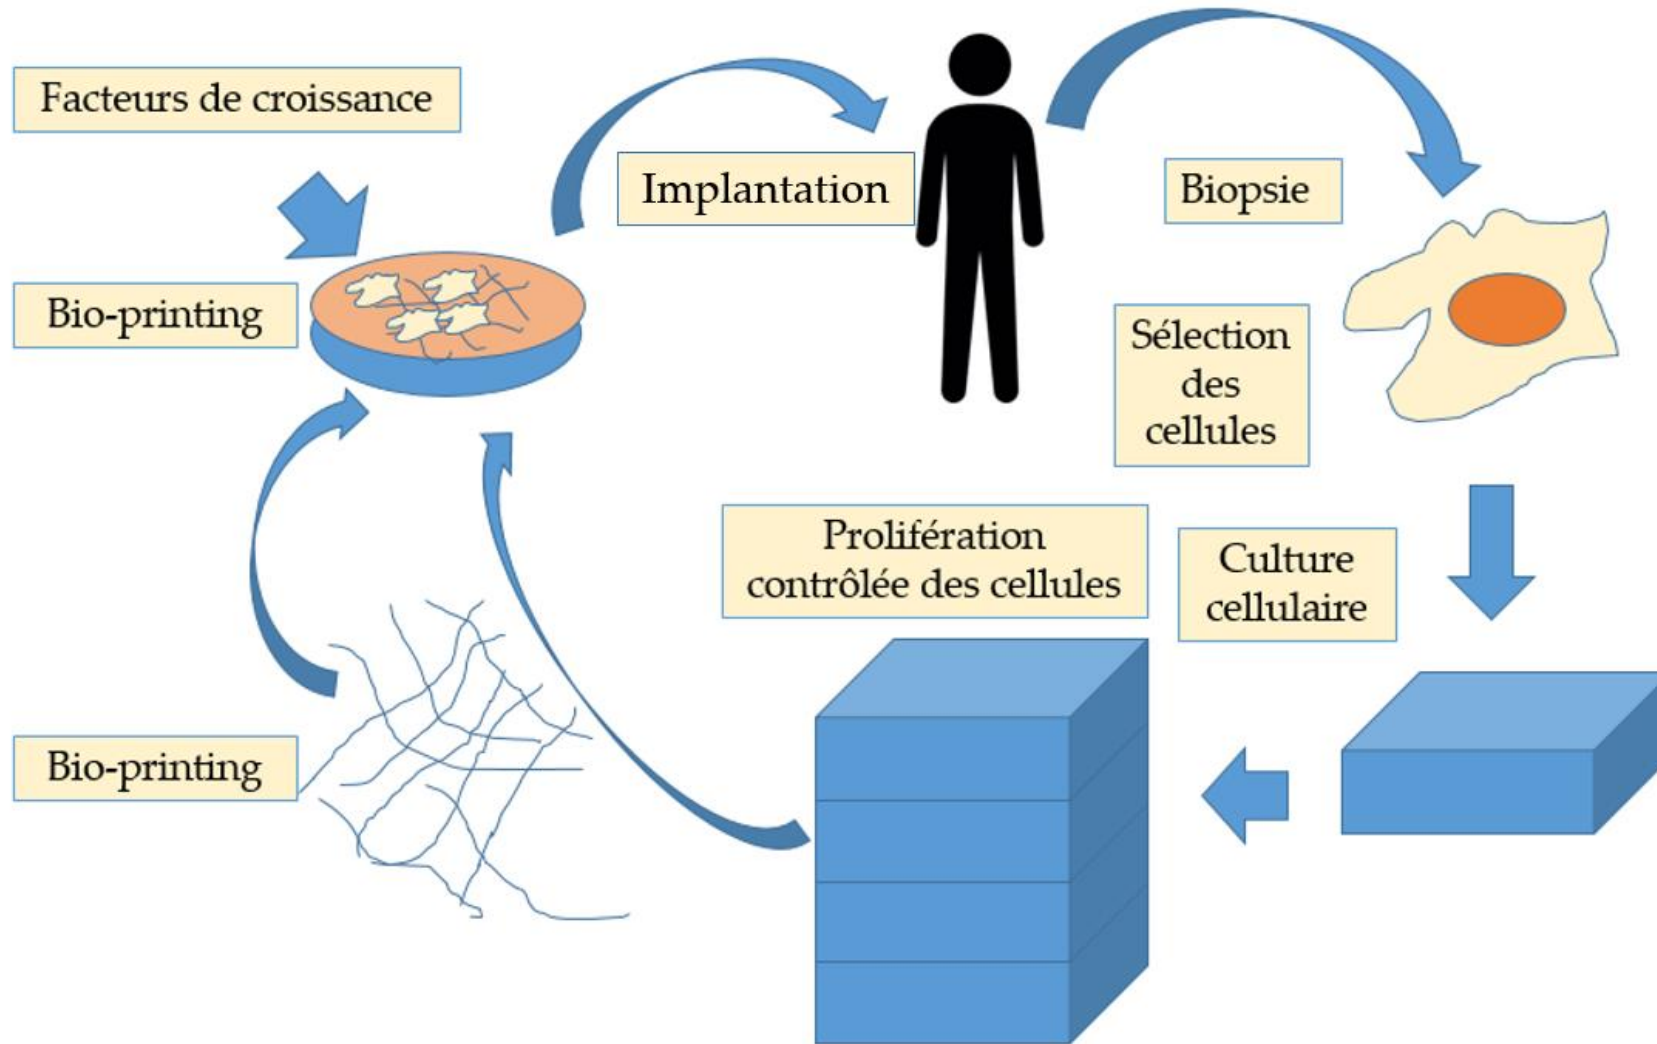 Facteurs de croissance
Implantation
Biopsie
Bio-printing
Sélection
des
cellules
Prolifération
contrôlée des cellules
Culture
cellulaire
Bio-printing